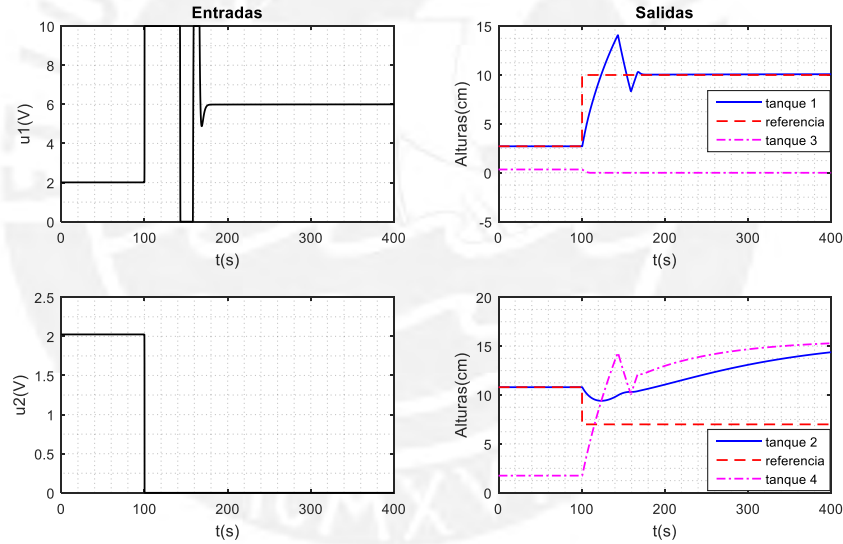 Entradas
10
8
6
4
2
0
u1(V)
0 100 200 300 400
t(s)
Salidas
15
10
5
0
-5
Alturas(cm)
tanque 1
referencia
tanque 3
0 100 200 300 400
t(s)
2.5
2
1.5
1
0.5
0
u2(V)
0 100 200 300 400
t(s)
20
15
10
5
0
Alturas(cm)
tanque 2
referencia
tanque 4
0 100 200 300 400
t(s)